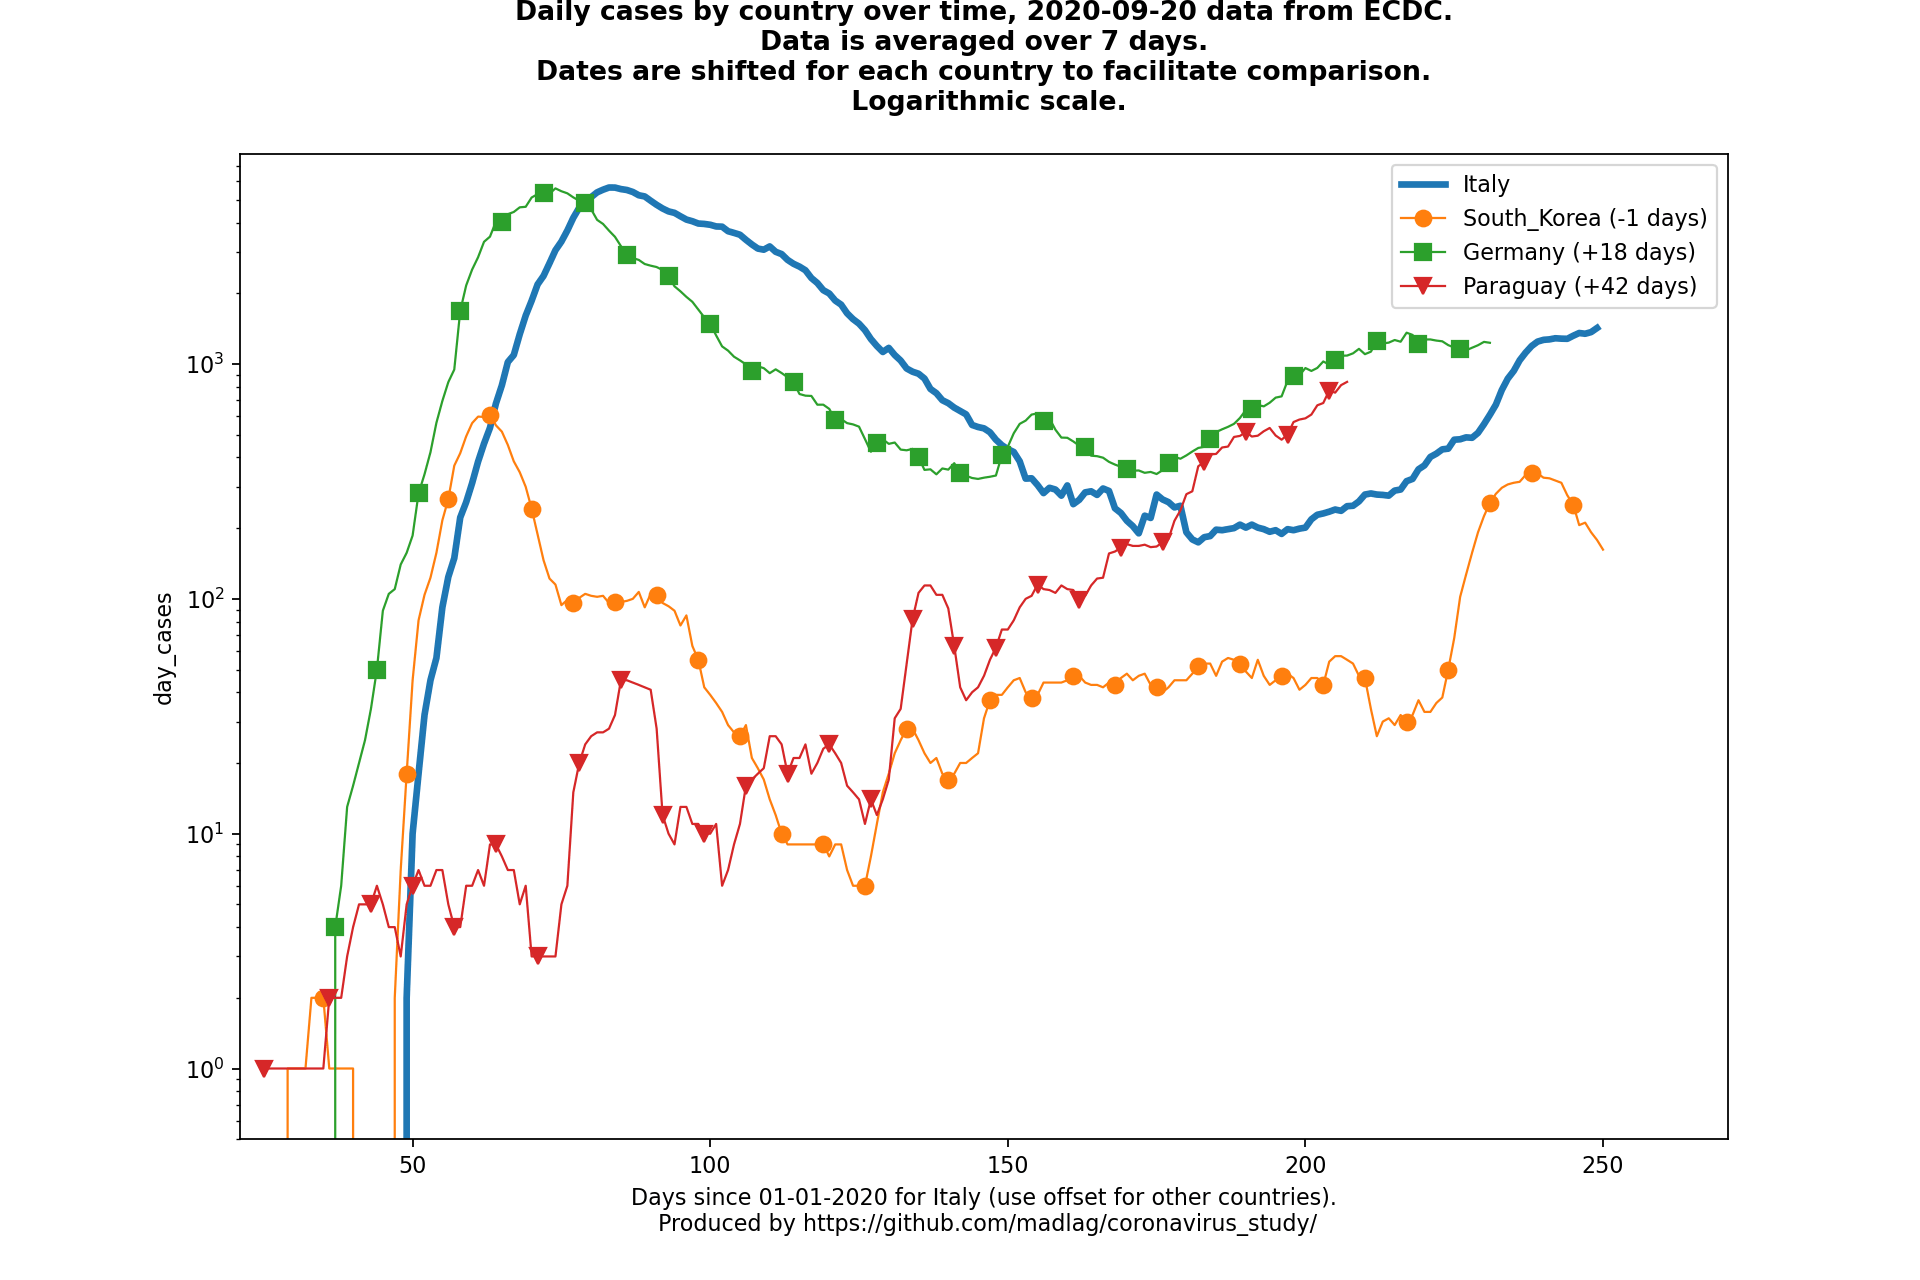 Daily cases by country over time, 2020-09-20 data from ECDC.
Data is averaged over 7 days.
Dates are shifted for each country to facilitate comparison.
Logarithmic scale.
Italy
South_Korea (-1 days)
Germany (+18 days)
Paraguay (+42 days)
day_cases
10³
10²
10¹
10⁰
50 100 150 200 250
Days since 01-01-2020 for Italy (use offset for other countries).
Produced by https://github.com/madlag/coronavirus_study/